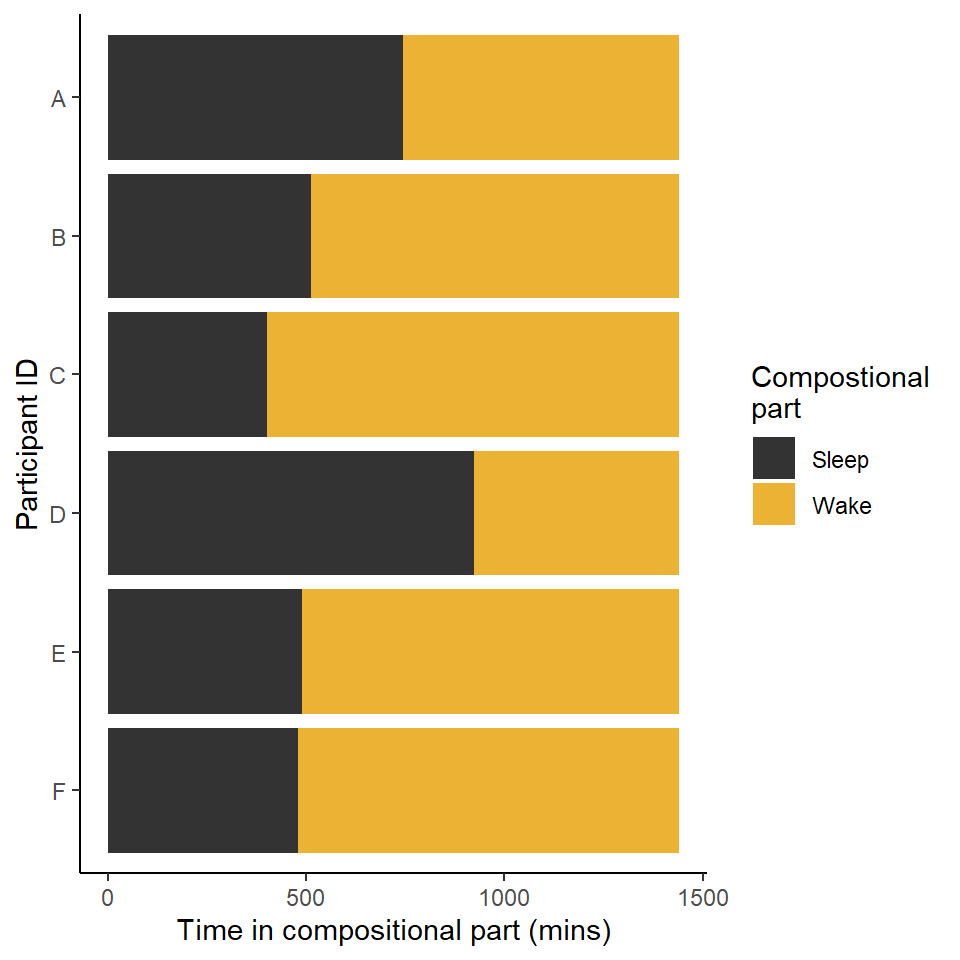 A
B
C
D
E
F
Participant ID
0
500
1000
1500
Time in compositional part (mins)
Compostional
part
Sleep
Wake